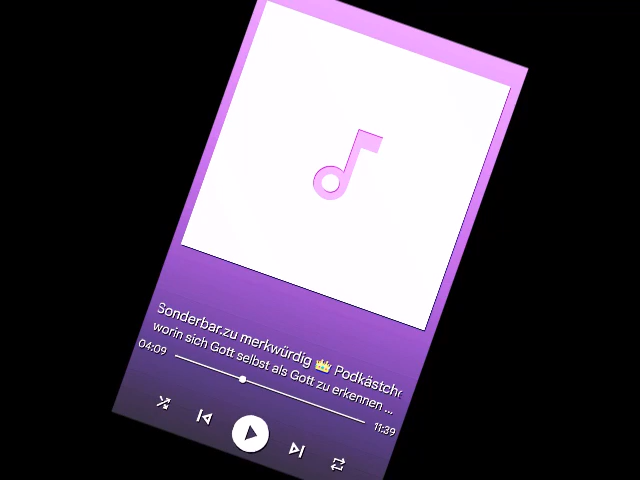 Sonderbar.zu merkwürdig 👑 Podkästch
worin sich Gott selbst als Gott zu erkennen ...
04:09
11:39